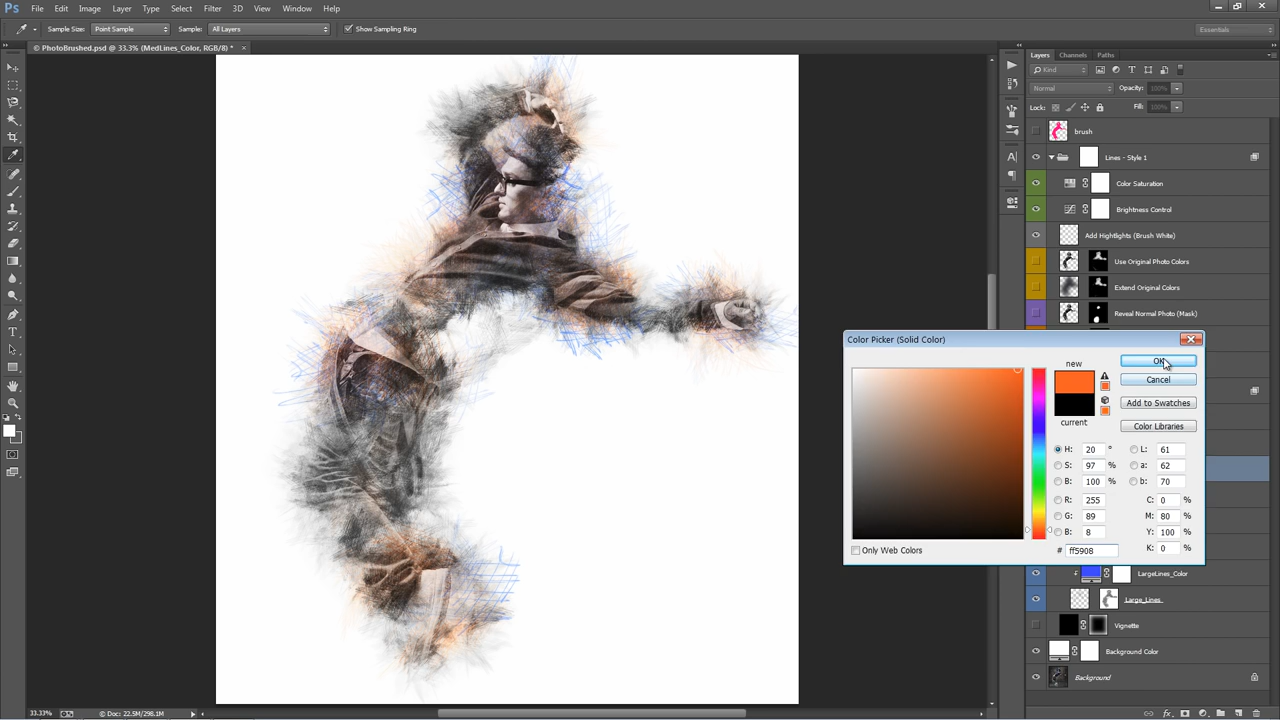 Ps File Edit Image Layer Type Select Filter 3D View Window Help
Sample Size: Point Sample Sample: All Layers Show Sampling Ring Essentials
© PhotoBrushed.psd @ 33.3% (MedLines_Color, RGB/8) * ×
Layers Channels Paths
Kind
Normal Opacity: 100%
Lock: Fill: 100%
brush
Lines - Style 1
Color Saturation
Brightness Control
Add Hightlights (Brush White)
Use Original Photo Colors
Extend Original Colors
Reveal Normal Photo (Mask)
Color Picker (Solid Color)
new
OK
Cancel
current
Add to Swatches
Color Libraries
H: 20 ° L: 61
S: 97 % a: 62
B: 100 % b: 70
R: 255 C: 0 %
G: 89 M: 80 %
B: 8 Y: 100 %
Only Web Colors # ff5908 K: 0 %
LargeLines_Color
Large_Lines
Vignette
Background Color
Background
33.33% Doc: 22.5M/298.1M